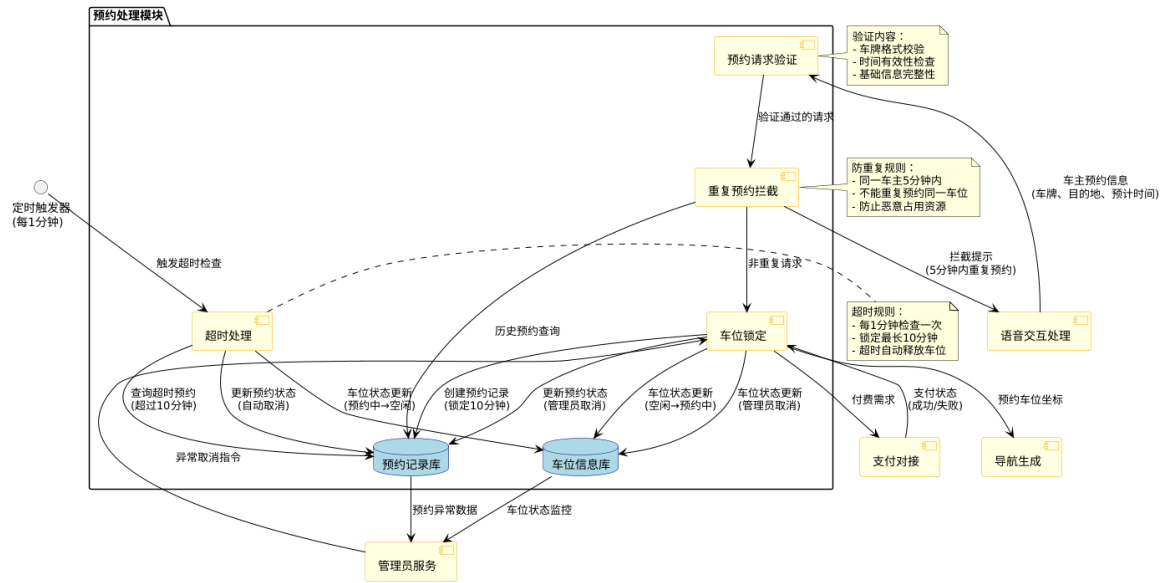 预约处理模块
预约请求验证
验证内容：
- 车牌格式校验
- 时间有效性检查
- 基础信息完整性
验证通过的请求
重复预约拦截
防重复规则：
- 同一车主5分钟内
- 不能重复预约同一车位
- 防止恶意占用资源
车主预约信息
(车牌、目的地、预计时间)
定时触发器
(每1分钟)
触发超时检查
非重复请求
拦截提示
(5分钟内重复预约)
超时处理
历史预约查询
车位锁定
超时规则：
- 每1分钟检查一次
- 锁定最长10分钟
- 超时自动释放车位
语音交互处理
查询超时预约
(超过10分钟)
更新预约状态
(自动取消)
车位状态更新
(预约中→空闲)
创建预约记录
(锁定10分钟)
更新预约状态
(管理员取消)
车位状态更新
(空闲→预约中)
车位状态更新
(管理员取消)
付费需求
支付状态
(成功/失败)
预约车位坐标
异常取消指令
预约记录库
车位信息库
支付对接
导航生成
预约异常数据
车位状态监控
管理员服务